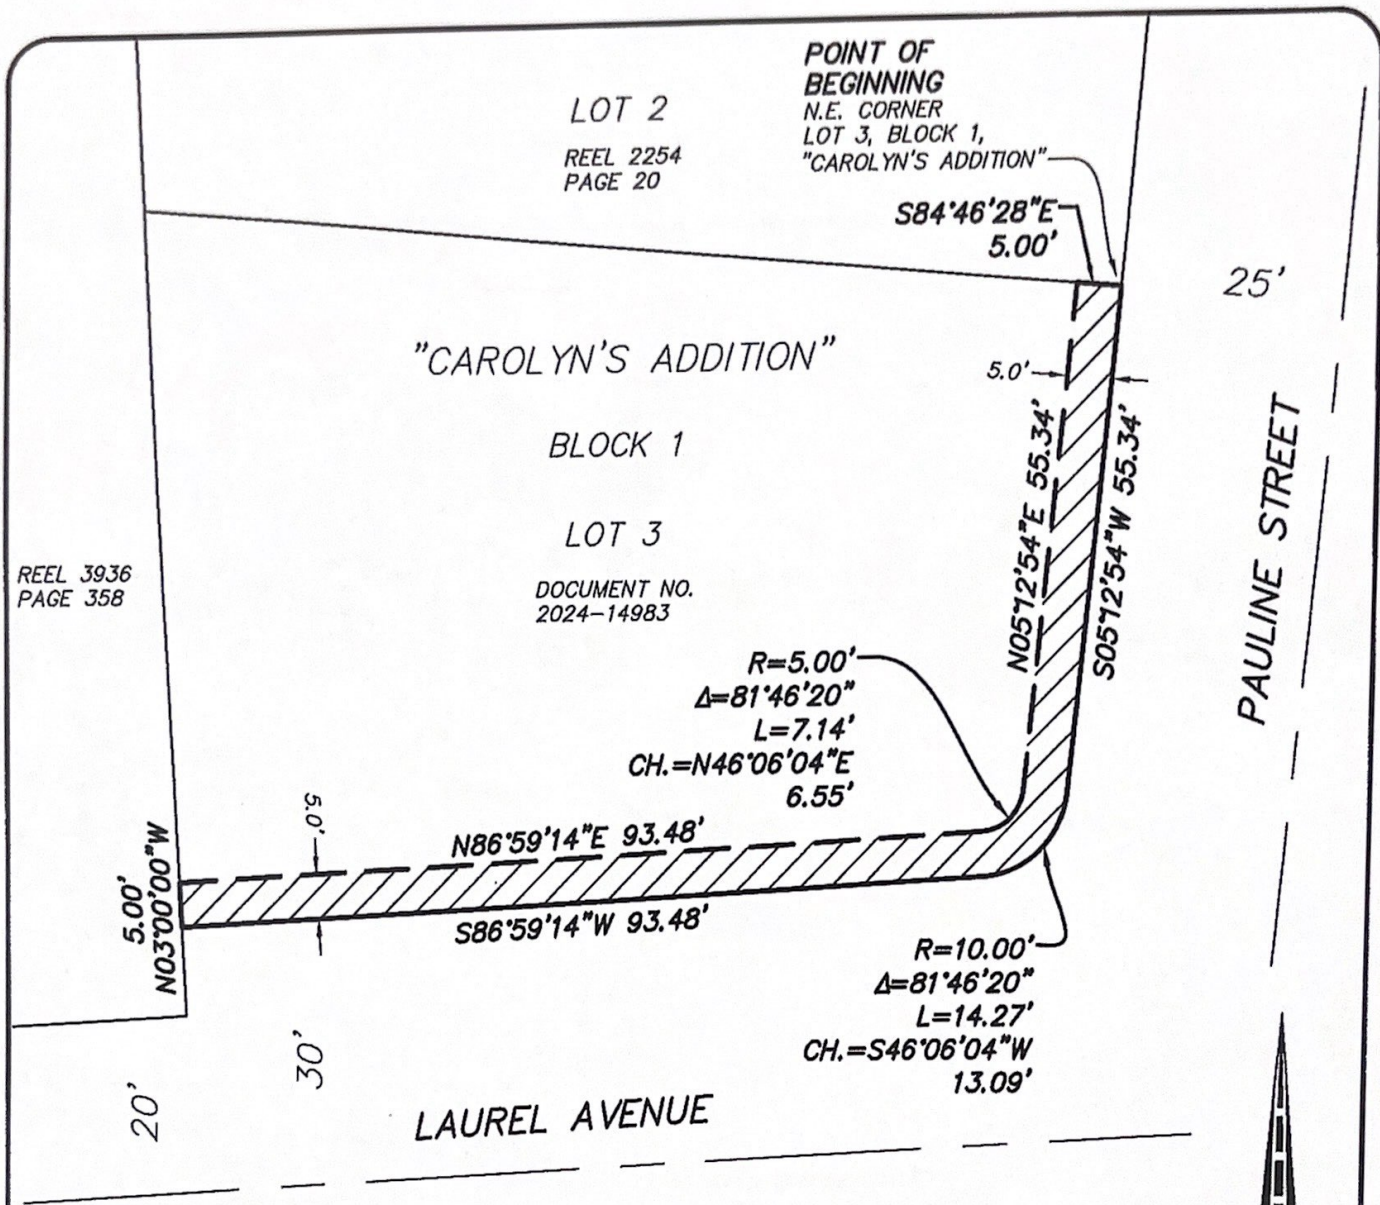 POINT OF
BEGINNING
N.E. CORNER
LOT 3, BLOCK 1,
"CAROLYN'S ADDITION"
LOT 2
REEL 2254
PAGE 20
S84°46'28"E
5.00'
25'
"CAROLYN'S ADDITION"
5.0'
BLOCK 1
LOT 3
DOCUMENT NO.
2024-14983
REEL 3936
PAGE 358
N05°12'54"E 55.34'
S05°12'54"W 55.34'
PAULINE STREET
R=5.00'
Δ=81°46'20"
L=7.14'
CH.=N46°06'04"E
6.55'
5.0'
N86°59'14"E 93.48'
S86°59'14"W 93.48'
5.00'
N03°00'00"W
R=10.00'
Δ=81°46'20"
L=14.27'
CH.=S46°06'04"W
13.09'
30'
20'
LAUREL AVENUE